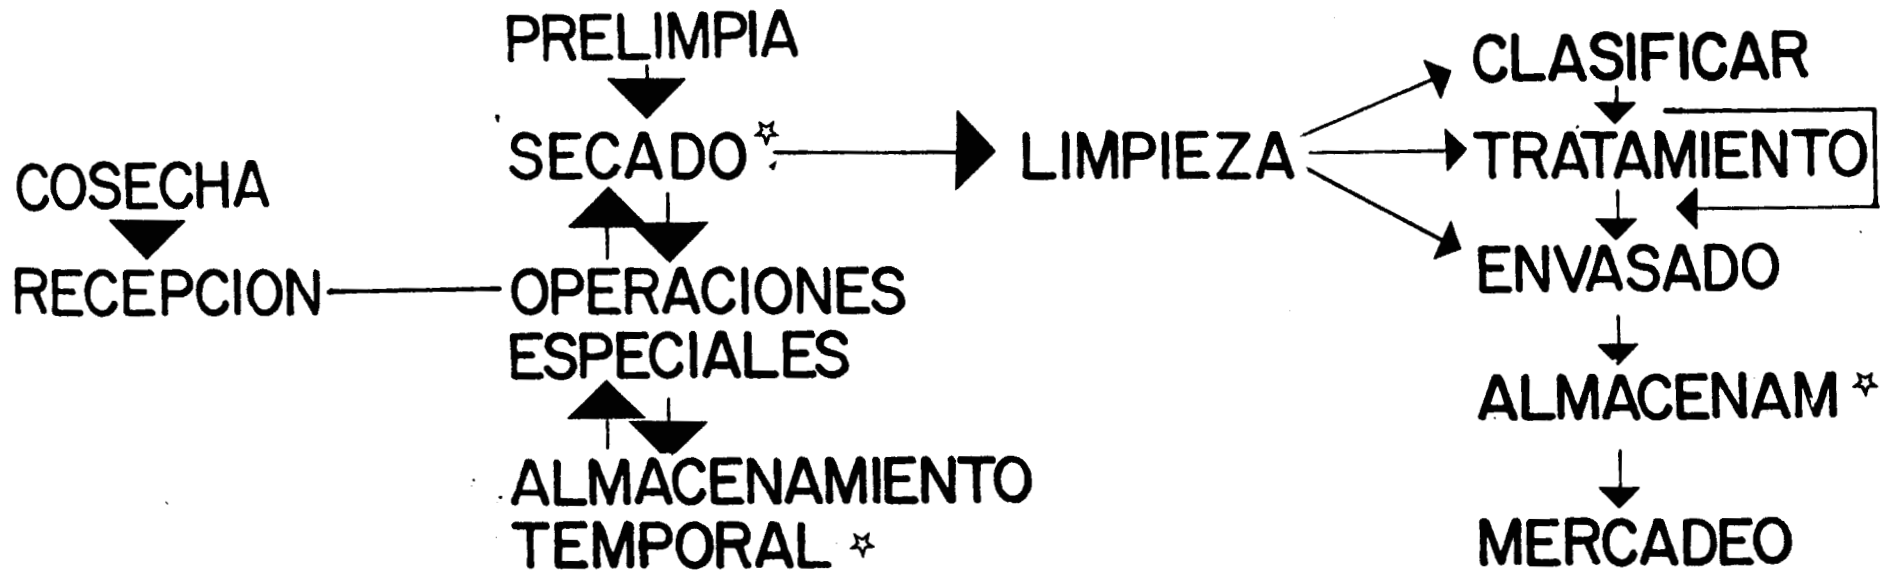 COSECHA
RECEPCION
PRELIMPIA
SECADO ☆
OPERACIONES
ESPECIALES
ALMACENAMIENTO
TEMPORAL ☆
LIMPIEZA
CLASIFICAR
TRATAMIENTO
ENVASADO
ALMACENAM ☆
MERCADEO